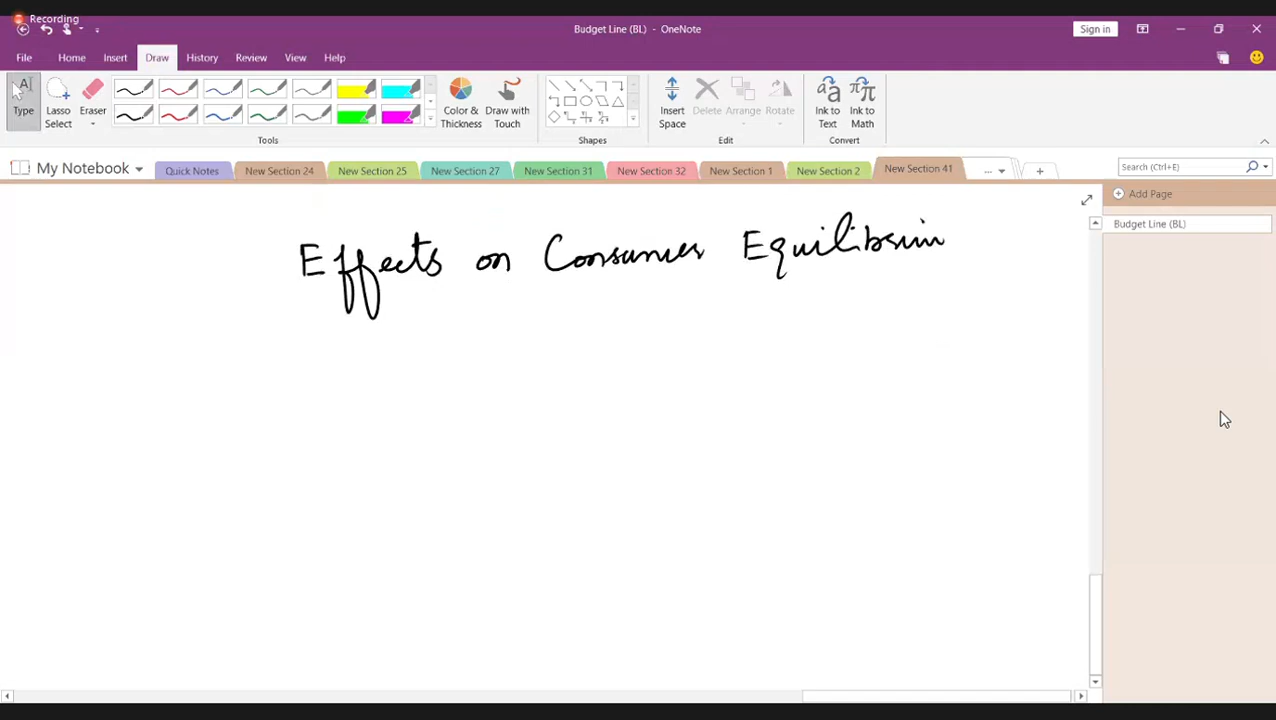 Recording
Budget Line (BL) - OneNote
Sign in
File Home Insert Draw History Review View Help
Type
Lasso Select
Eraser
Color & Thickness
Draw with Touch
Insert Space
Delete
Arrange
Rotate
Ink to Text
Ink to Math
Tools
Shapes
Edit
Convert
My Notebook
Quick Notes
New Section 24
New Section 25
New Section 27
New Section 31
New Section 32
New Section 1
New Section 2
New Section 41
Search (Ctrl+E)
Add Page
Budget Line (BL)
Effects on Consumer Equilibrium